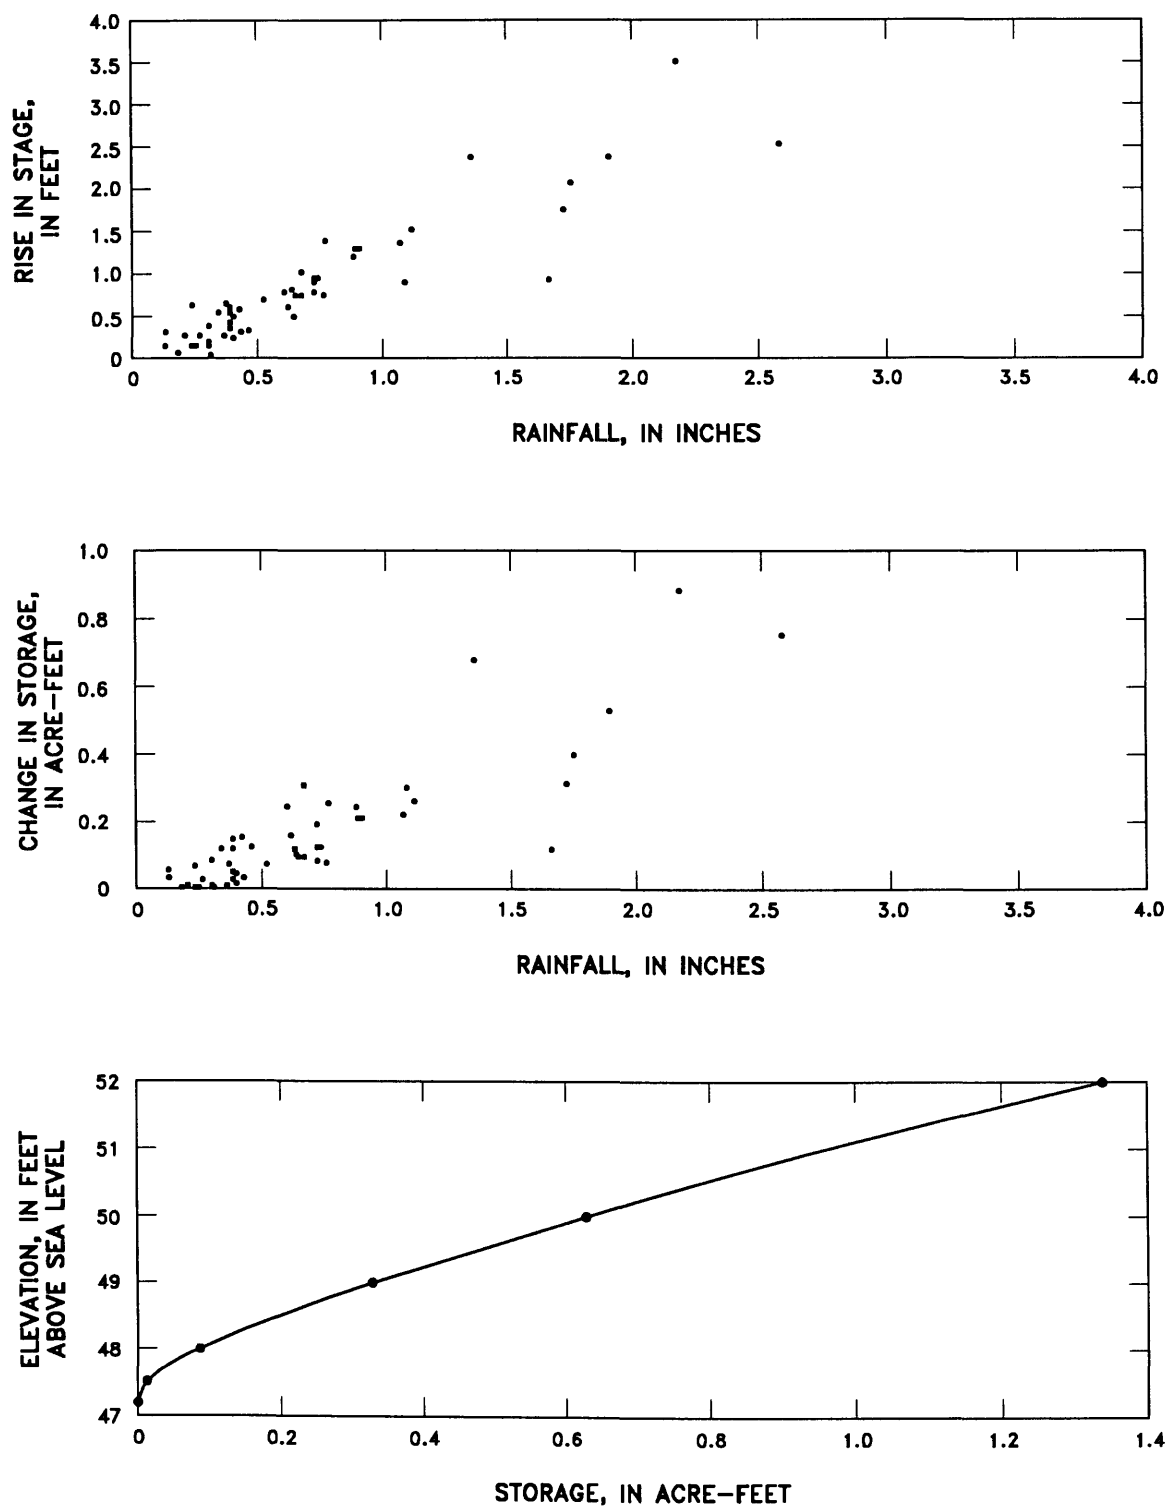 RISE IN STAGE,
IN FEET
4.0
3.5
3.0
2.5
2.0
1.5
1.0
0.5
0
0 0.5 1.0 1.5 2.0 2.5 3.0 3.5 4.0
RAINFALL, IN INCHES
CHANGE IN STORAGE,
IN ACRE-FEET
1.0
0.8
0.6
0.4
0.2
0
0 0.5 1.0 1.5 2.0 2.5 3.0 3.5 4.0
RAINFALL, IN INCHES
ELEVATION, IN FEET
ABOVE SEA LEVEL
52
51
50
49
48
47
0 0.2 0.4 0.6 0.8 1.0 1.2 1.4
STORAGE, IN ACRE-FEET